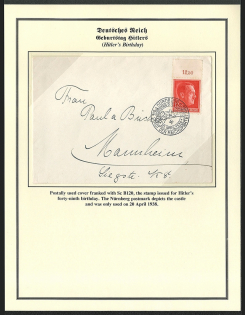 Deutsches Reich
Geburtstag Hitlers
(Hitler's Birthday)
Frau
Paula
Mannheim
Postally used cover franked with Sc B120, the stamp issued for Hitler's
forty-ninth birthday. The Nürnberg postmark depicts the castle
and was only used on 20 April 1938.